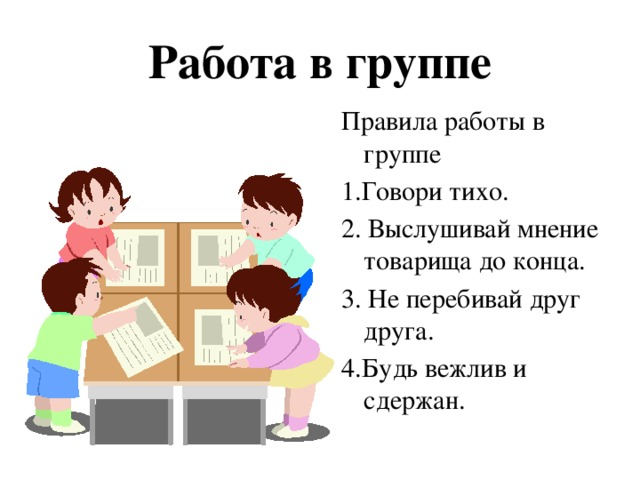 Работа в группе
Правила работы в
группе
1.Говори тихо.
2. Выслушивай мнение
товарища до конца.
3. Не перебивай друг
друга.
4.Будь вежлив и
сдержан.